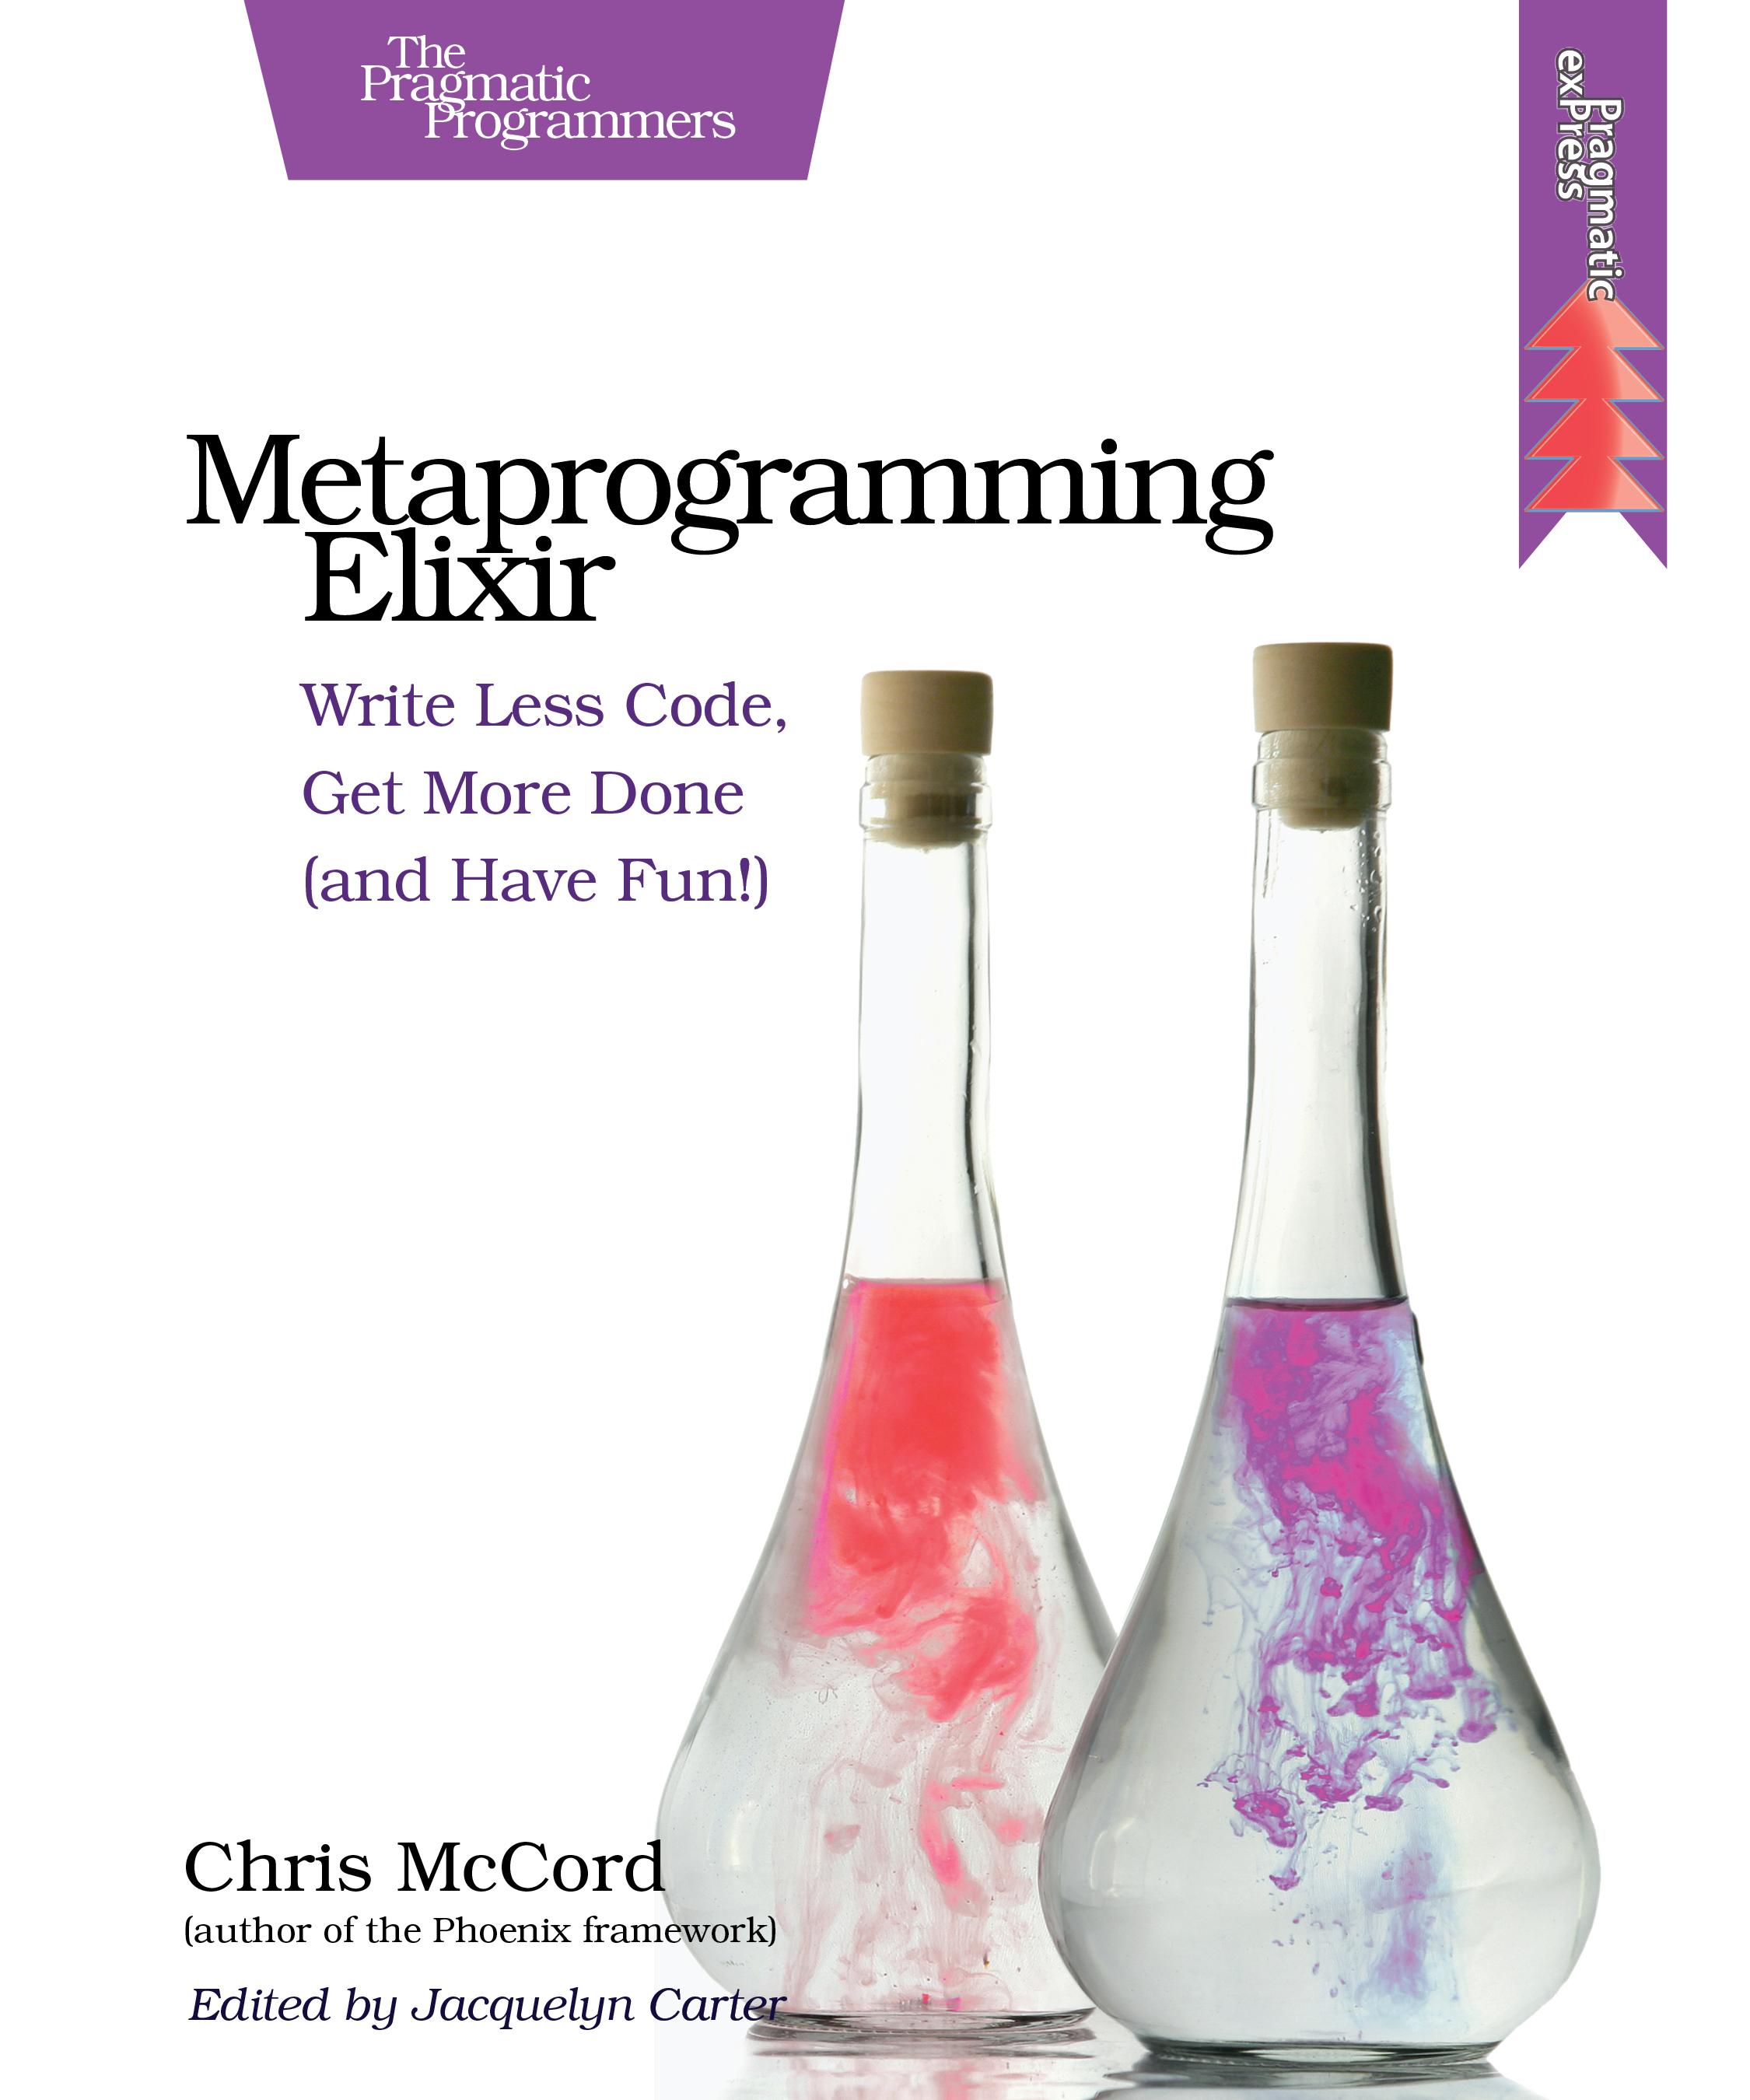 The
Pragmatic
Programmers
Pragmatic
exPress
Metaprogramming
Elixir
Write Less Code,
Get More Done
(and Have Fun!)
Chris McCord
(author of the Phoenix framework)
Edited by Jacquelyn Carter